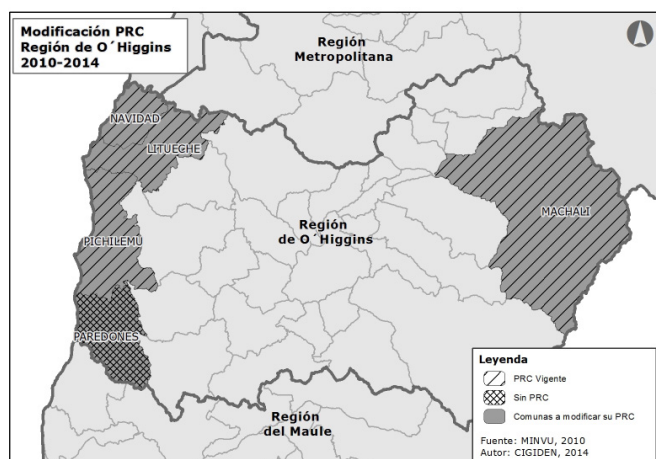 Modificación PRC
Región de O´Higgins
2010-2014
Región
Metropolitana
NAVIDAD
LITUECHE
PICHILEMU
PAREDONES
MACHALI
Región
de O´Higgins
Región
del Maule
Leyenda
PRC Vigente
Sin PRC
Comunas a modificar su PRC
Fuente: MINVU, 2010
Autor: CIGIDEN, 2014